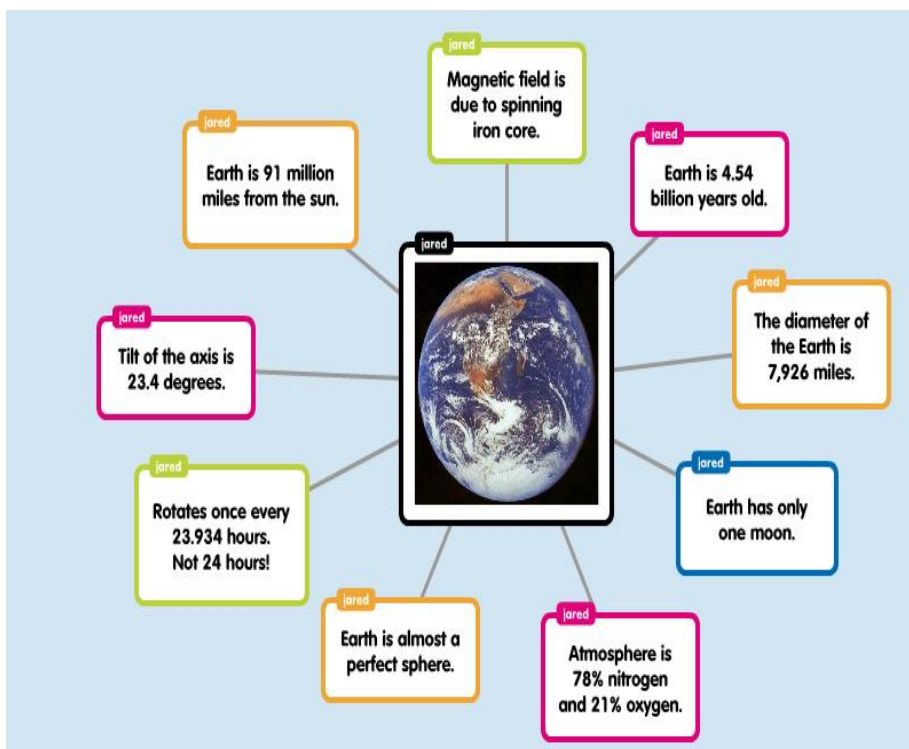 jared
Magnetic field is
due to spinning
iron core.
jared
Earth is 4.54
billion years old.
jared
The diameter of
the Earth is
7,926 miles.
jared
Earth has only
one moon.
jared
Atmosphere is
78% nitrogen
and 21% oxygen.
jared
Earth is almost a
perfect sphere.
jared
Rotates once every
23.934 hours.
Not 24 hours!
jared
Tilt of the axis is
23.4 degrees.
jared
Earth is 91 million
miles from the sun.
jared